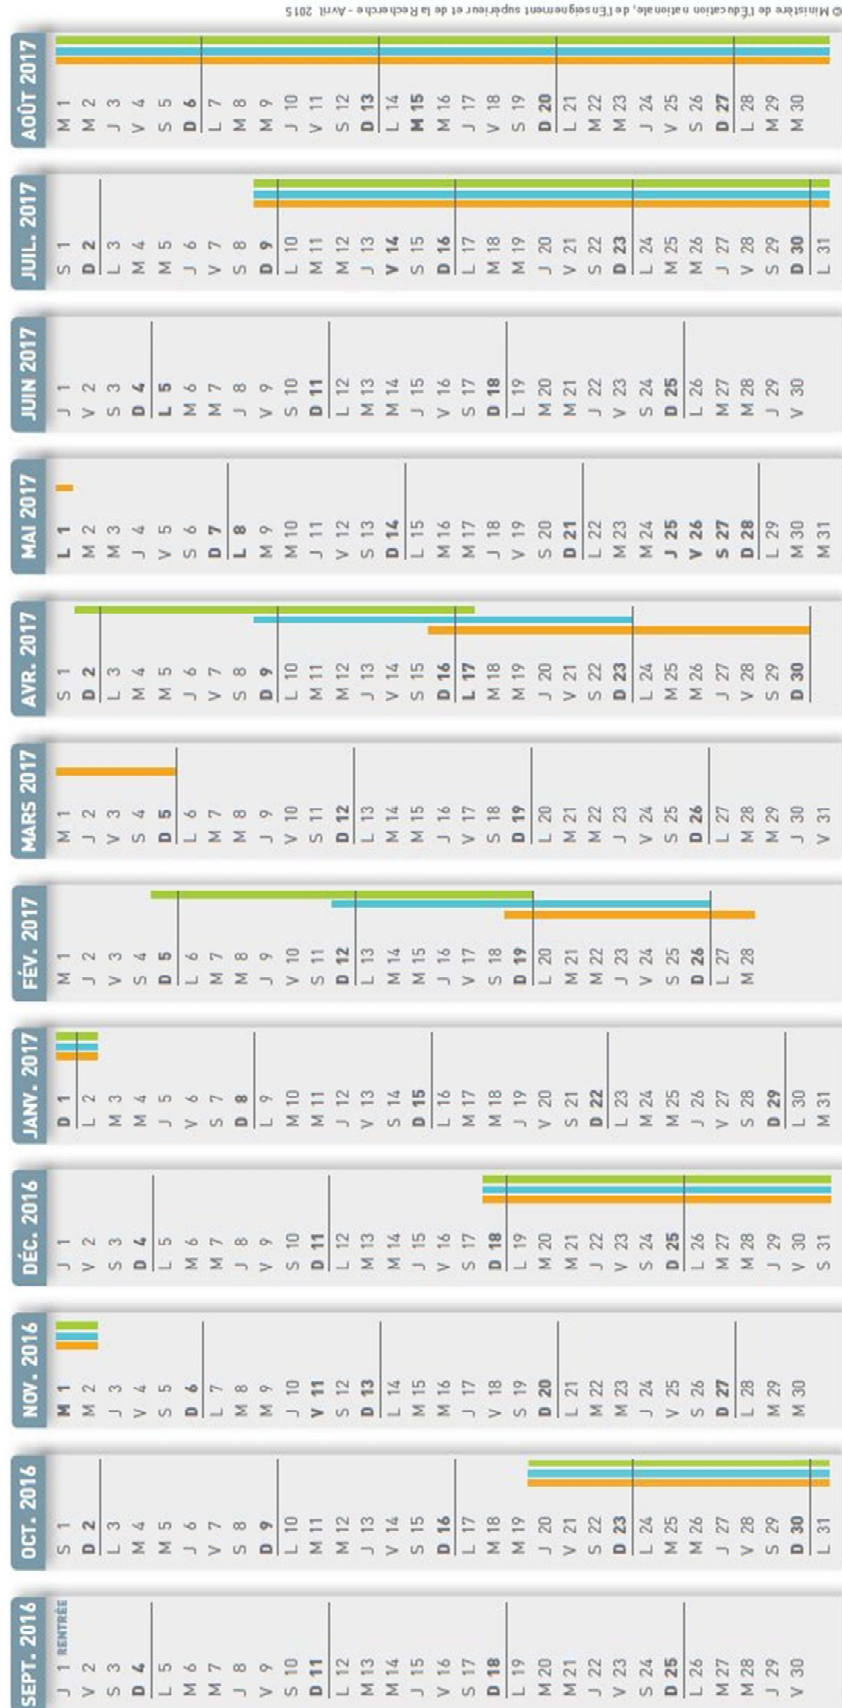 SEPT. 2016
J 1 RENTRÉE
V 2
S 3
D 4
L 5
M 6
M 7
J 8
V 9
S 10
D 11
L 12
M 13
M 14
J 15
V 16
S 17
D 18
L 19
M 20
M 21
J 22
V 23
S 24
D 25
L 26
M 27
M 28
J 29
V 30
OCT. 2016
S 1
D 2
L 3
M 4
M 5
J 6
V 7
S 8
D 9
L 10
M 11
M 12
J 13
V 14
S 15
D 16
L 17
M 18
M 19
J 20
V 21
S 22
D 23
L 24
M 25
M 26
J 27
V 28
S 29
D 30
L 31
NOV. 2016
M 1
M 2
J 3
V 4
S 5
D 6
L 7
M 8
M 9
J 10
V 11
S 12
D 13
L 14
M 15
M 16
J 17
V 18
S 19
D 20
L 21
M 22
M 23
J 24
V 25
S 26
D 27
L 28
M 29
M 30
DÉC. 2016
J 1
V 2
S 3
D 4
L 5
M 6
M 7
J 8
V 9
S 10
D 11
L 12
M 13
M 14
J 15
V 16
S 17
D 18
L 19
M 20
M 21
J 22
V 23
S 24
D 25
L 26
M 27
M 28
J 29
V 30
S 31
JANV. 2017
D 1
L 2
M 3
M 4
J 5
V 6
S 7
D 8
L 9
M 10
M 11
J 12
V 13
S 14
D 15
L 16
M 17
M 18
J 19
V 20
S 21
D 22
L 23
M 24
M 25
J 26
V 27
S 28
D 29
L 30
M 31
FÉV. 2017
M 1
J 2
V 3
S 4
D 5
L 6
M 7
M 8
J 9
V 10
S 11
D 12
L 13
M 14
M 15
J 16
V 17
S 18
D 19
L 20
M 21
M 22
J 23
V 24
S 25
D 26
L 27
M 28
MARS 2017
M 1
J 2
V 3
S 4
D 5
L 6
M 7
M 8
J 9
V 10
S 11
D 12
L 13
M 14
M 15
J 16
V 17
S 18
D 19
L 20
M 21
M 22
J 23
V 24
S 25
D 26
L 27
M 28
M 29
J 30
V 31
AVR. 2017
S 1
D 2
L 3
M 4
M 5
J 6
V 7
S 8
D 9
L 10
M 11
M 12
J 13
V 14
S 15
D 16
L 17
M 18
M 19
J 20
V 21
S 22
D 23
L 24
M 25
M 26
J 27
V 28
S 29
D 30
MAI 2017
L 1
M 2
M 3
J 4
V 5
S 6
D 7
L 8
M 9
M 10
J 11
V 12
S 13
D 14
L 15
M 16
M 17
J 18
V 19
S 20
D 21
L 22
M 23
M 24
J 25
V 26
S 27
D 28
L 29
M 30
M 31
JUIN 2017
J 1
V 2
S 3
D 4
L 5
M 6
M 7
J 8
V 9
S 10
D 11
L 12
M 13
M 14
J 15
V 16
S 17
D 18
L 19
M 20
M 21
J 22
V 23
S 24
D 25
L 26
M 27
M 28
J 29
V 30
JUIL. 2017
S 1
D 2
L 3
M 4
M 5
J 6
V 7
S 8
D 9
L 10
M 11
M 12
J 13
V 14
S 15
D 16
L 17
M 18
M 19
J 20
V 21
S 22
D 23
L 24
M 25
M 26
J 27
V 28
S 29
D 30
L 31
AOÛT 2017
M 1
M 2
J 3
V 4
S 5
D 6
L 7
M 8
M 9
J 10
V 11
S 12
D 13
L 14
M 15
M 16
J 17
V 18
S 19
D 20
L 21
M 22
M 23
J 24
V 25
S 26
D 27
L 28
M 29
M 30
© Ministère de l'Éducation nationale, de l'Enseignement supérieur et de la Recherche - Avril 2015